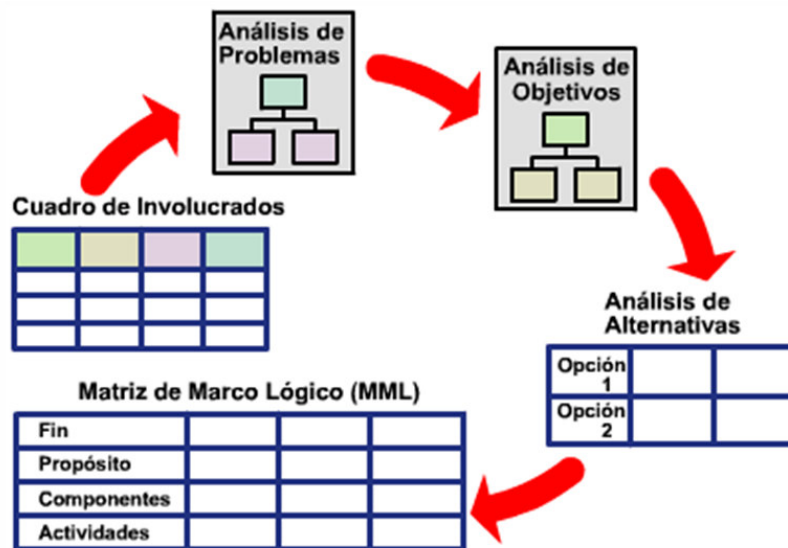 Análisis de
Problemas
Análisis de
Objetivos
Cuadro de Involucrados
Análisis de
Alternativas
Opción
1
Opción
2
Matriz de Marco Lógico (MML)
Fin
Propósito
Componentes
Actividades